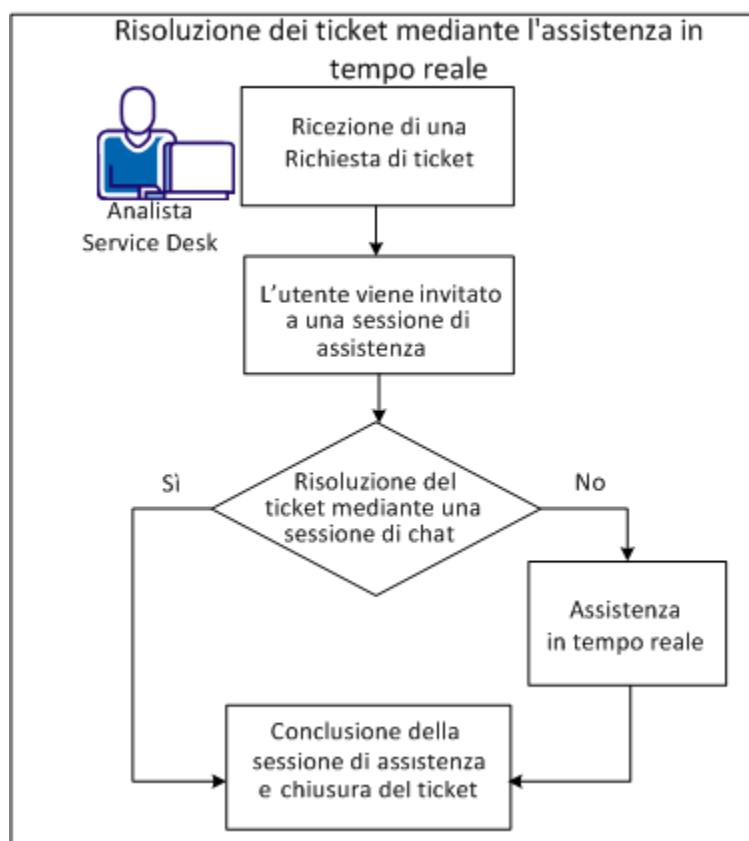 Risoluzione dei ticket mediante l'assistenza in
tempo reale
Ricezione di una
Richiesta di ticket
Analista
Service Desk
L’utente viene invitato
a una sessione di
assistenza
Sì
Risoluzione del
ticket mediante una
sessione di chat
No
Assistenza
in tempo reale
Conclusione della
sessione di assistenza
e chiusura del ticket